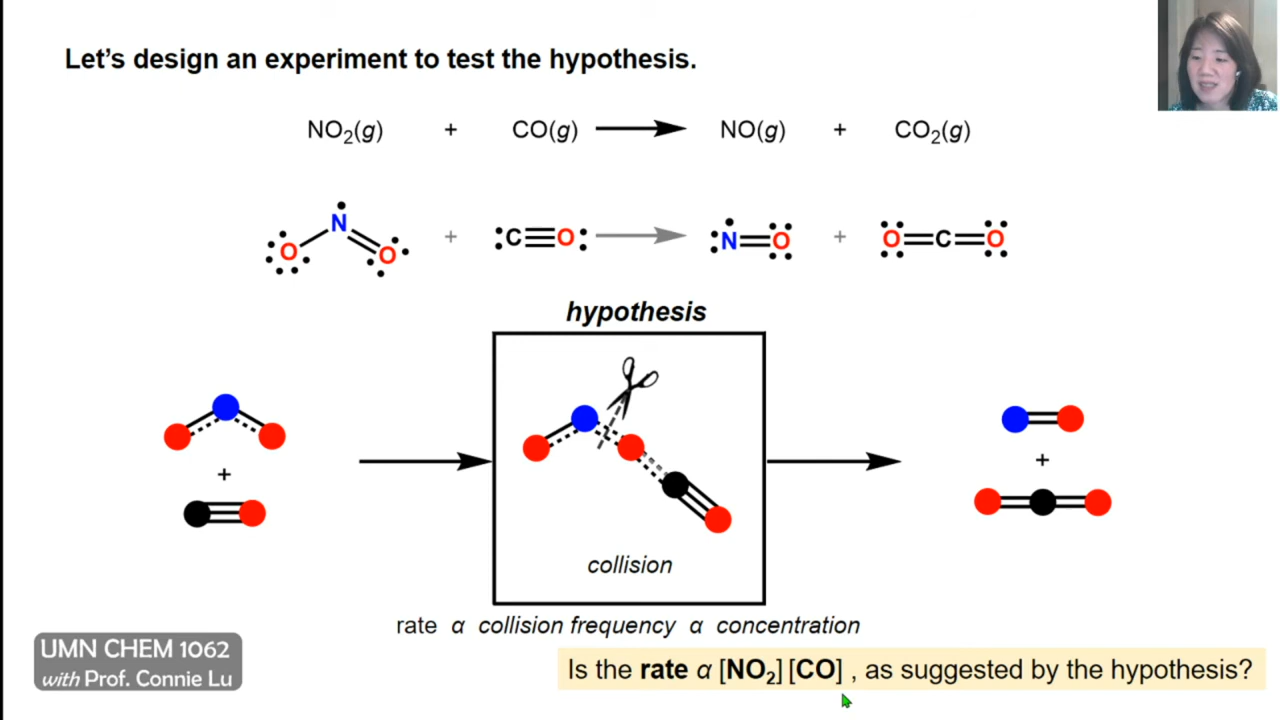 Let's design an experiment to test the hypothesis.
NO₂(g) + CO(g) NO(g) + CO₂(g)
N O O + :C≡O: :N=O + O=C=O
hypothesis
+
+
collision
rate α collision frequency α concentration
UMN CHEM 1062
with Prof. Connie Lu
Is the rate α [NO₂] [CO] , as suggested by the hypothesis?